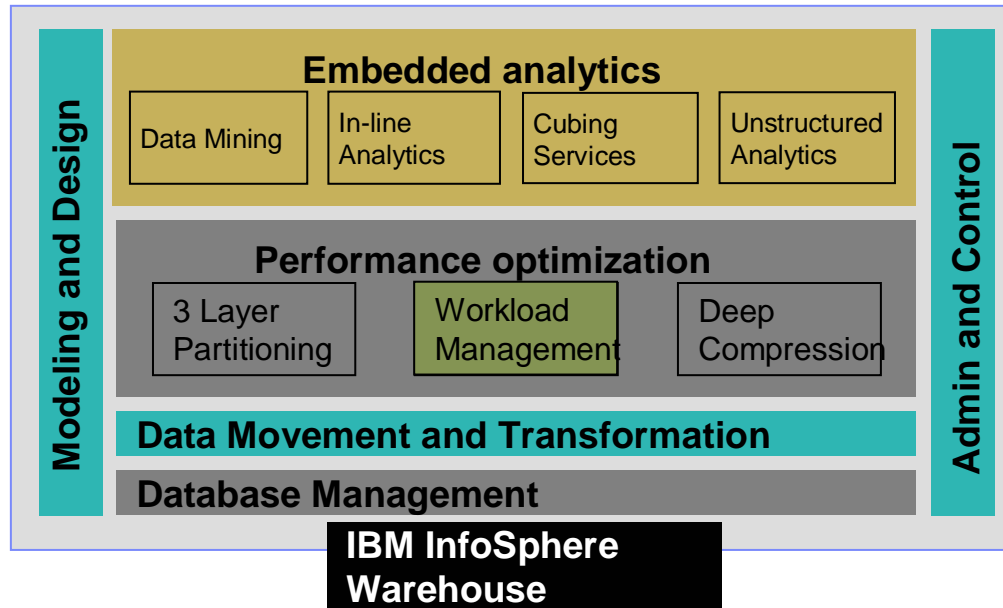 Modeling and Design
Embedded analytics
Data Mining
In-line
Analytics
Cubing
Services
Unstructured
Analytics
Performance optimization
3 Layer
Partitioning
Workload
Management
Deep
Compression
Data Movement and Transformation
Database Management
Admin and Control
IBM InfoSphere
Warehouse